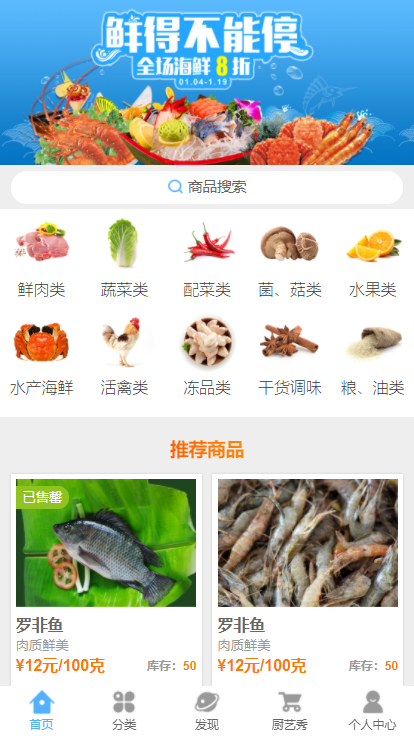 鲜得不能停
全场海鲜8折
01.04-1.19
商品搜索
鲜肉类 蔬菜类 配菜类 菌、菇类 水果类
水产海鲜 活禽类 冻品类 干货调味 粮、油类
推荐商品
已售罄
罗非鱼
肉质鲜美
¥12元/100克 库存：50
罗非鱼
肉质鲜美
¥12元/100克 库存：50
首页 分类 发现 厨艺秀 个人中心